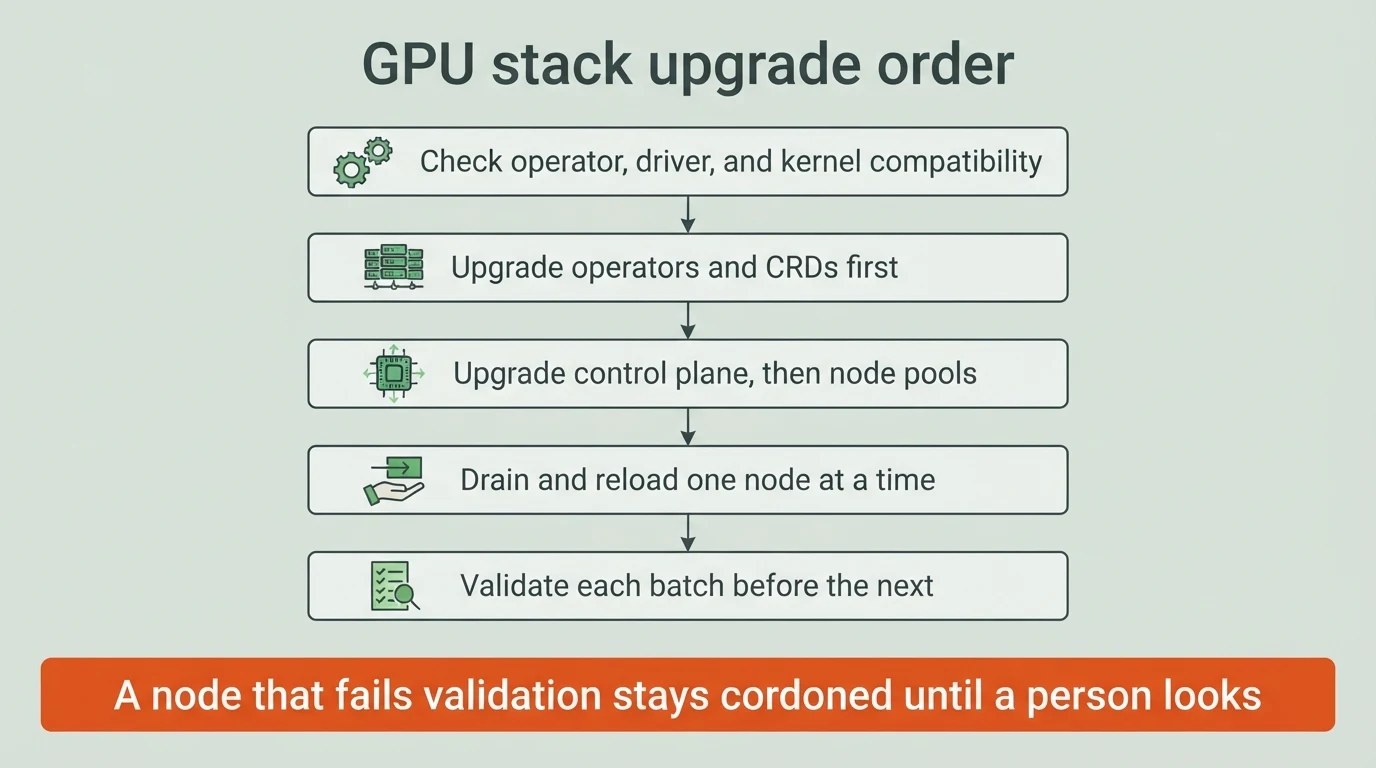 GPU stack upgrade order
Check operator, driver, and kernel compatibility
Upgrade operators and CRDs first
Upgrade control plane, then node pools
Drain and reload one node at a time
Validate each batch before the next
A node that fails validation stays cordoned until a person looks